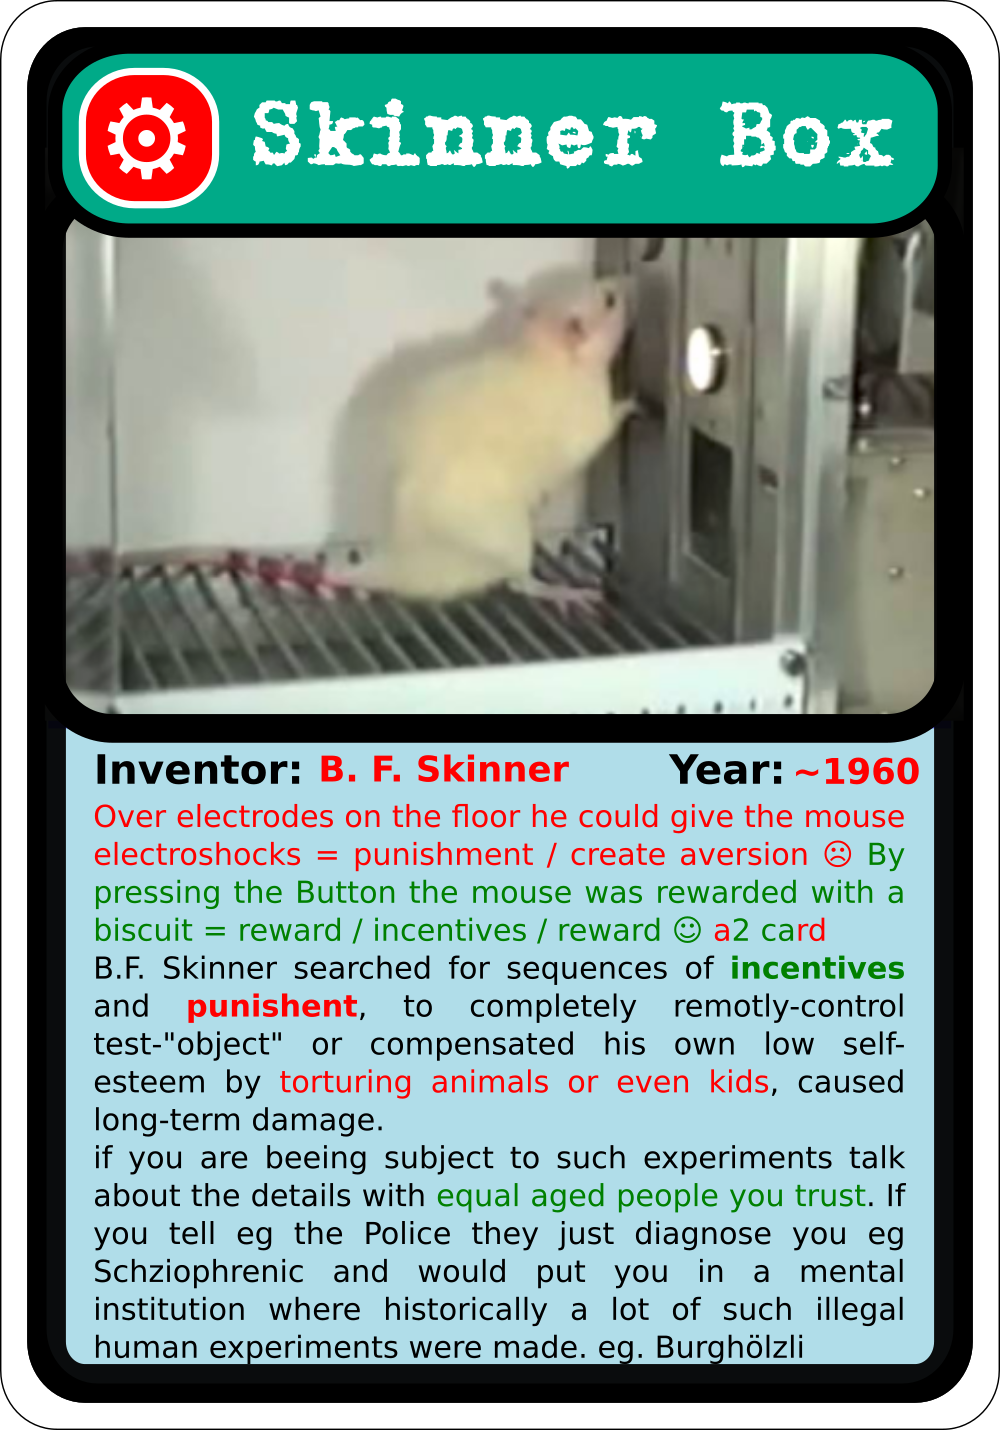 Skinner Box
Inventor: B. F. Skinner Year: ~1960
Over electrodes on the floor he could give the mouse
electroshocks = punishment / create aversion ☹ By
pressing the Button the mouse was rewarded with a
biscuit = reward / incentives / reward ☺ a2 card
B.F. Skinner searched for sequences of incentives
and punishent, to completely remotly-control
test-"object" or compensated his own low self-
esteem by torturing animals or even kids, caused
long-term damage.
if you are beeing subject to such experiments talk
about the details with equal aged people you trust. If
you tell eg the Police they just diagnose you eg
Schziophrenic and would put you in a mental
institution where historically a lot of such illegal
human experiments were made. eg. Burghölzli